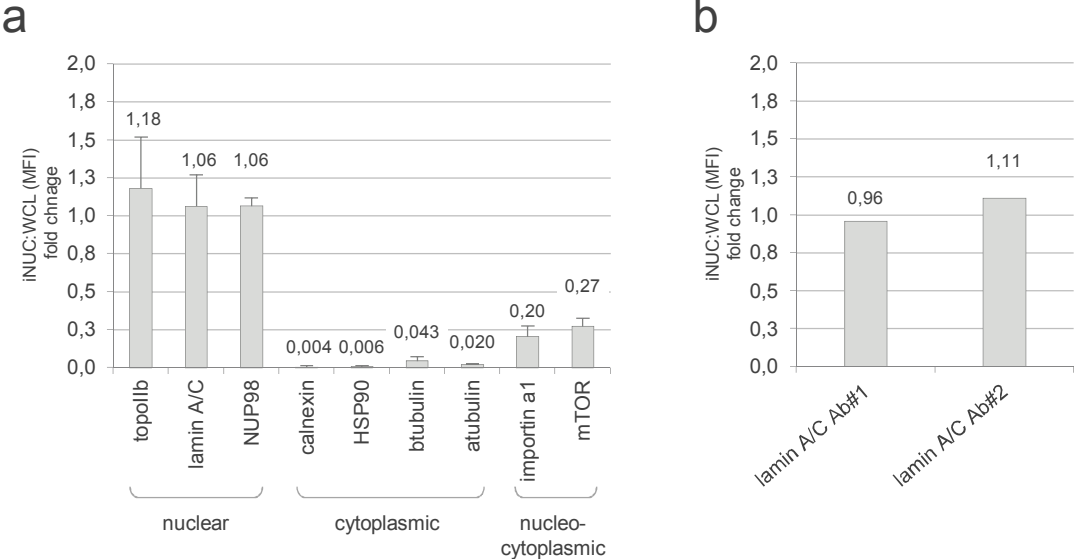 a
iNUC:WCL (MFI)
fold chnage
2,0
1,8
1,5
1,3
1,0
0,8
0,5
0,3
0,0
1,18
1,06
1,06
0,004
0,006
0,043
0,020
0,20
0,27
topoIIb
lamin A/C
NUP98
calnexin
HSP90
btubulin
atubulin
importin a1
mTOR
nuclear
cytoplasmic
nucleo-
cytoplasmic
b
iNUC:WCL (MFI)
fold change
2,0
1,8
1,5
1,3
1,0
0,8
0,5
0,3
0,0
0,96
1,11
lamin A/C Ab#1
lamin A/C Ab#2